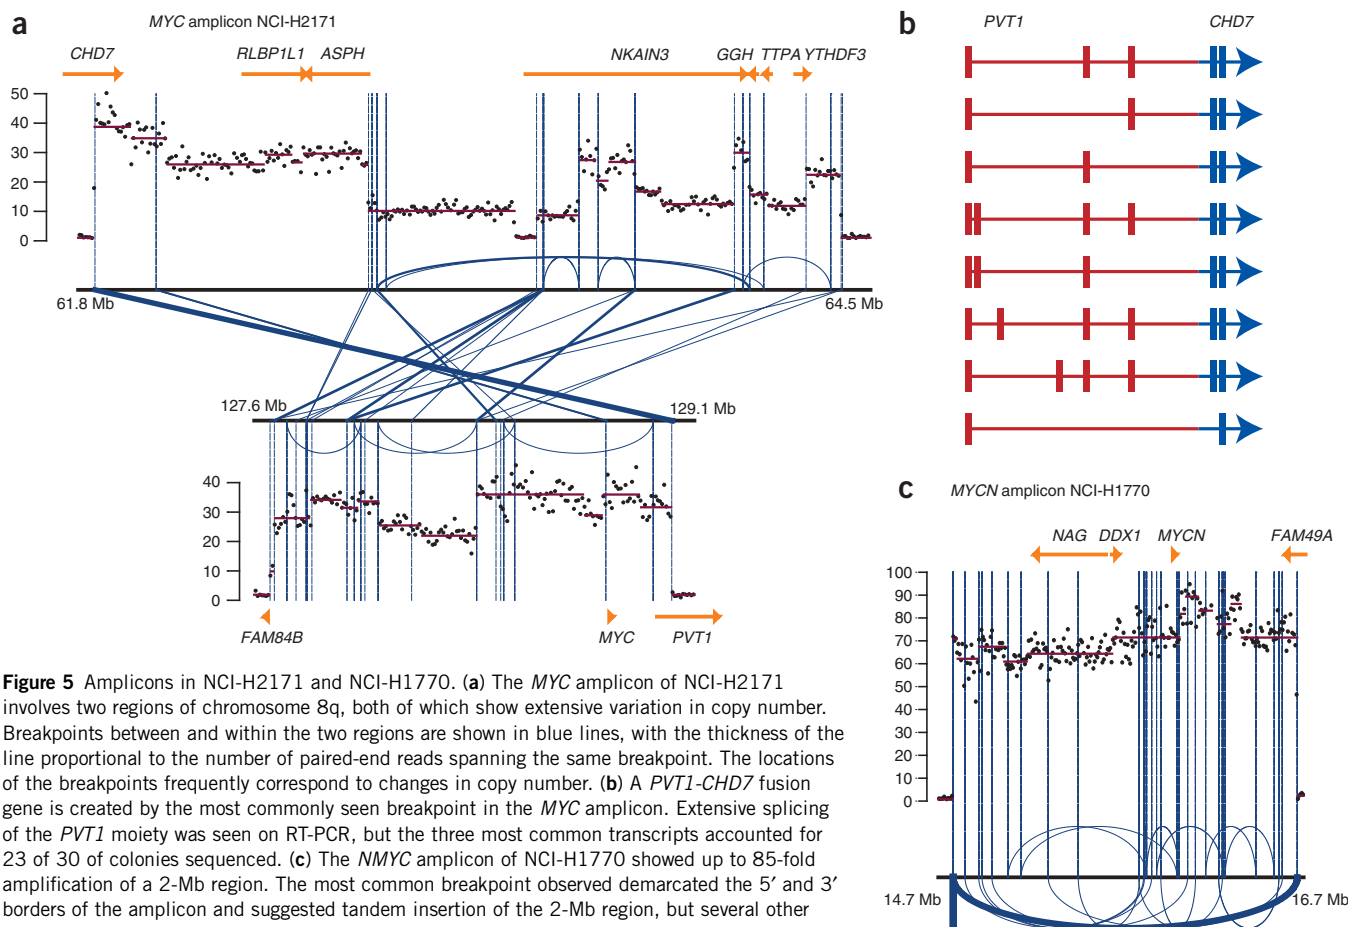 a
MYC amplicon NCI-H2171
CHD7 RLBP1L1 ASPH NKAIN3 GGH TTPA YTHDF3
50
40
30
20
10
0
61.8 Mb 64.5 Mb
127.6 Mb 129.1 Mb
40
30
20
10
0
FAM84B MYC PVT1
b
PVT1 CHD7
c
MYCN amplicon NCI-H1770
NAG DDX1 MYCN FAM49A
100
90
80
70
60
50
40
30
20
10
0
14.7 Mb 16.7 Mb
Figure 5 Amplicons in NCI-H2171 and NCI-H1770. (a) The MYC amplicon of NCI-H2171
involves two regions of chromosome 8q, both of which show extensive variation in copy number.
Breakpoints between and within the two regions are shown in blue lines, with the thickness of the
line proportional to the number of paired-end reads spanning the same breakpoint. The locations
of the breakpoints frequently correspond to changes in copy number. (b) A PVT1-CHD7 fusion
gene is created by the most commonly seen breakpoint in the MYC amplicon. Extensive splicing
of the PVT1 moiety was seen on RT-PCR, but the three most common transcripts accounted for
23 of 30 of colonies sequenced. (c) The NMYC amplicon of NCI-H1770 showed up to 85-fold
amplification of a 2-Mb region. The most common breakpoint observed demarcated the 5′ and 3′
borders of the amplicon and suggested tandem insertion of the 2-Mb region, but several other